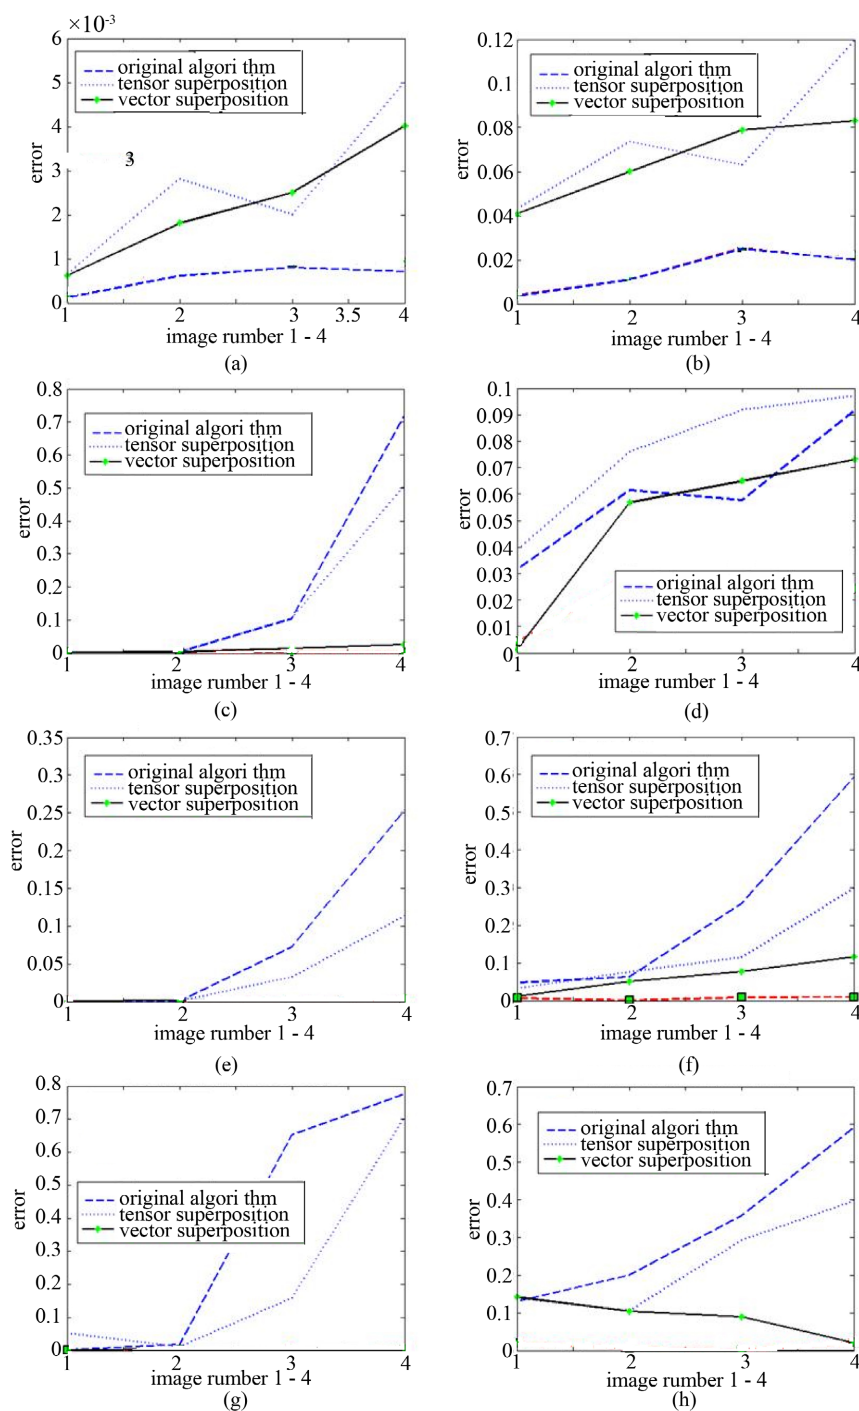 ×10⁻³
6
5
4
3
2
1
0
error
original algori thm
tensor superposition
vector superposition
3
1 2 3 3.5 4
image rumber 1 - 4
(a)
0.12
0.1
0.08
0.06
0.04
0.02
0
error
original algori thm
tensor superposition
vector superposition
1 2 3 4
image rumber 1 - 4
(b)
0.8
0.7
0.6
0.5
0.4
0.3
0.2
0.1
0
error
original algori thm
tensor superposition
vector superposition
1 2 3 4
image rumber 1 - 4
(c)
0.1
0.09
0.08
0.07
0.06
0.05
0.04
0.03
0.02
0.01
0
error
original algori thm
tensor superposition
vector superposition
1 2 3 4
image rumber 1 - 4
(d)
0.35
0.3
0.25
0.2
0.15
0.1
0.05
0
error
original algori thm
tensor superposition
vector superposition
1 2 3 4
image rumber 1 - 4
(e)
0.7
0.6
0.5
0.4
0.3
0.2
0.1
0
error
original algori thm
tensor superposition
vector superposition
1 2 3 4
image rumber 1 - 4
(f)
0.8
0.7
0.6
0.5
0.4
0.3
0.2
0.1
0
error
original algori thm
tensor superposition
vector superposition
1 2 3 4
image rumber 1 - 4
(g)
0.7
0.6
0.5
0.4
0.3
0.2
0.1
0
error
original algori thm
tensor superposition
vector superposition
1 2 3 4
image rumber 1 - 4
(h)